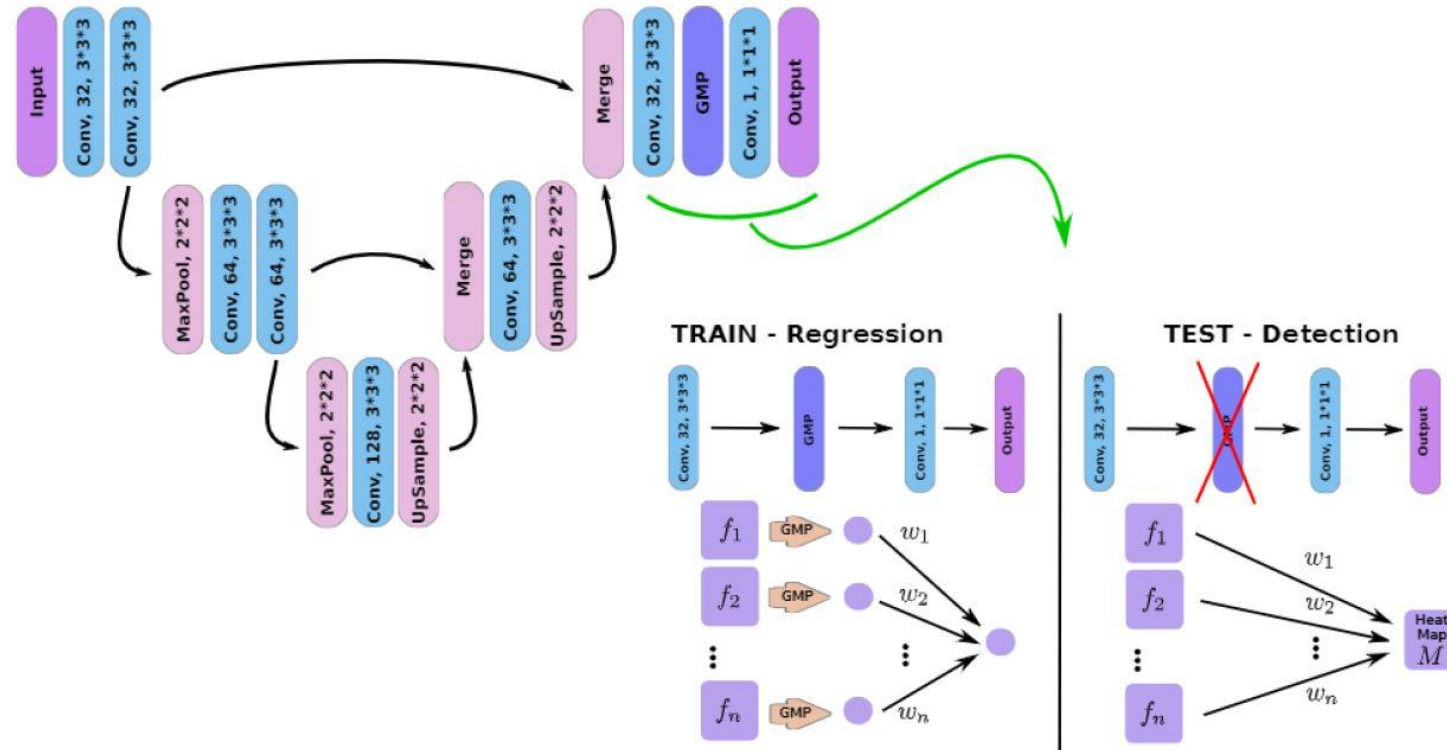 Input
Conv, 32, 3*3*3
Conv, 32, 3*3*3
Merge
Conv, 32, 3*3*3
GMP
Conv, 1, 1*1*1
Output
MaxPool, 2*2*2
Conv, 64, 3*3*3
Conv, 64, 3*3*3
Merge
Conv, 64, 3*3*3
UpSample, 2*2*2
MaxPool, 2*2*2
Conv, 128, 3*3*3
UpSample, 2*2*2
TRAIN - Regression
Conv, 32, 3*3*3
GMP
Conv, 1, 1*1*1
Output
f1
GMP
w1
f2
GMP
w2
...
...
fn
GMP
wn
TEST - Detection
Conv, 32, 3*3*3
GMP
Conv, 1, 1*1*1
Output
f1
w1
f2
w2
...
...
fn
wn
Heat
Map
M